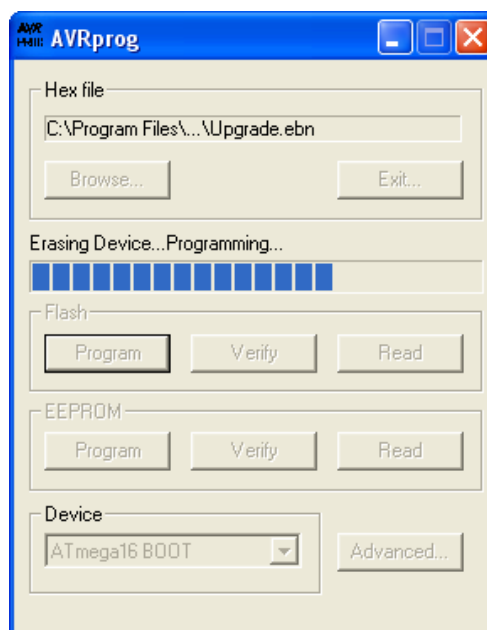 AVRprog
Hex file
C:\Program Files\...\Upgrade.ebn
Browse... Exit...
Erasing Device...Programming...
Flash
Program Verify Read
EEPROM
Program Verify Read
Device
ATmega16 BOOT Advanced...